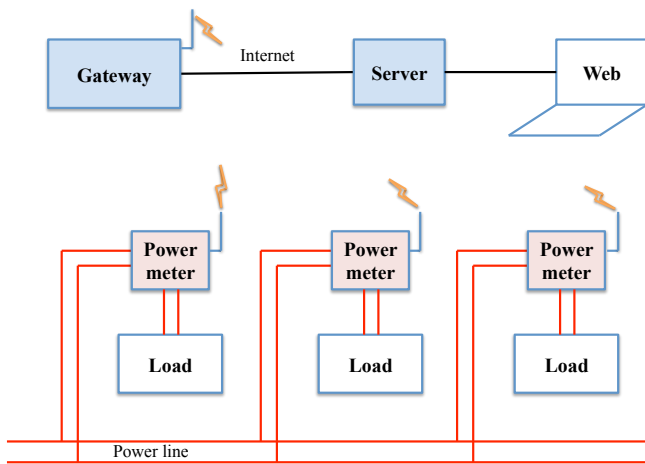 Gateway
Internet
Server
Web
Power
meter
Power
meter
Power
meter
Load
Load
Load
Power line